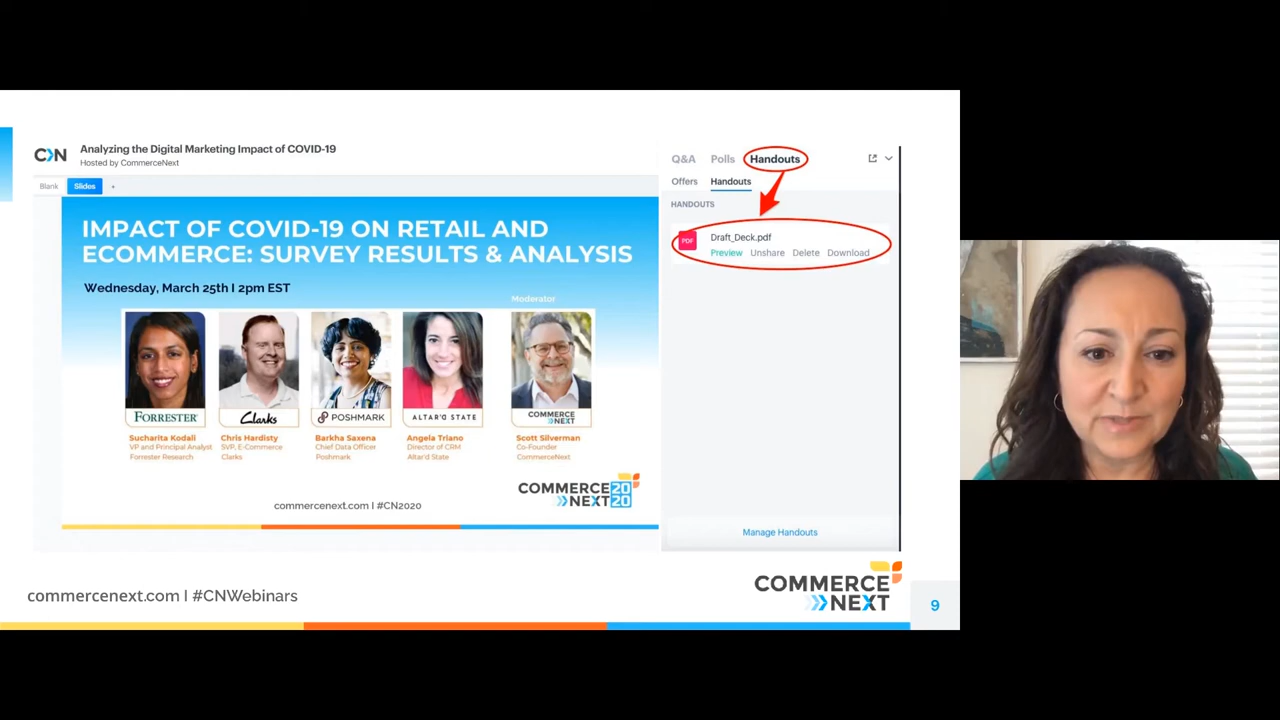 C>N
Analyzing the Digital Marketing Impact of COVID-19
Hosted by CommerceNext
Blank
Slides
+
IMPACT OF COVID-19 ON RETAIL AND
ECOMMERCE: SURVEY RESULTS & ANALYSIS
Wednesday, March 25th I 2pm EST
Moderator
FORRESTER
Clarks
POSHMARK
ALTAR'D STATE
COMMERCE
NEXT
Sucharita Kodali
VP and Principal Analyst
Forrester Research
Chris Hardisty
SVP, E-Commerce
Clarks
Barkha Saxena
Chief Data Officer
Poshmark
Angela Triano
Director of CRM
Altar'd State
Scott Silverman
Co-Founder
CommerceNext
commercenext.com I #CN2020
COMMERCE 20
NEXT 20
Q&A Polls Handouts
Offers Handouts
HANDOUTS
PDF
Draft_Deck.pdf
Preview Unshare Delete Download
Manage Handouts
commercenext.com I #CNWebinars
COMMERCE
NEXT
9